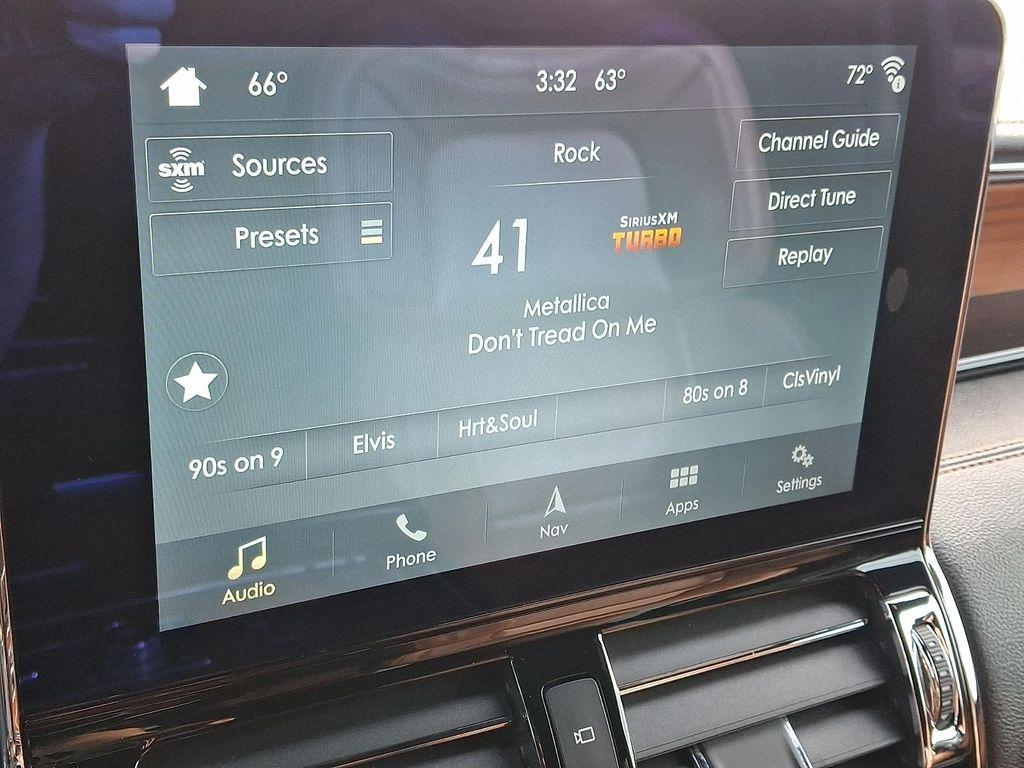 66°
3:32 63°
72°
sxm Sources
Presets
Rock
41
SIRIUSXM
TURBO
Metallica
Don't Tread On Me
Channel Guide
Direct Tune
Replay
90s on 9
Elvis
Hrt&Soul
80s on 8
ClsVinyl
Audio
Phone
Nav
Apps
Settings